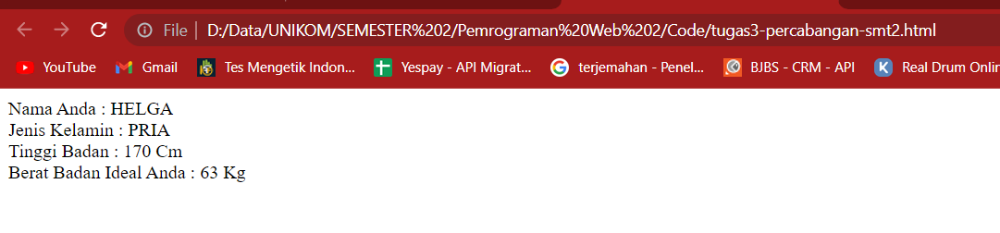 File | D:/Data/UNIKOM/SEMESTER%202/Pemrograman%20Web%202/Code/tugas3-percabangan-smt2.html
YouTube Gmail Tes Mengetik Indon... Yespay - API Migrat... terjemahan - Penel... BJBS - CRM - API Real Drum Onlin
Nama Anda : HELGA
Jenis Kelamin : PRIA
Tinggi Badan : 170 Cm
Berat Badan Ideal Anda : 63 Kg